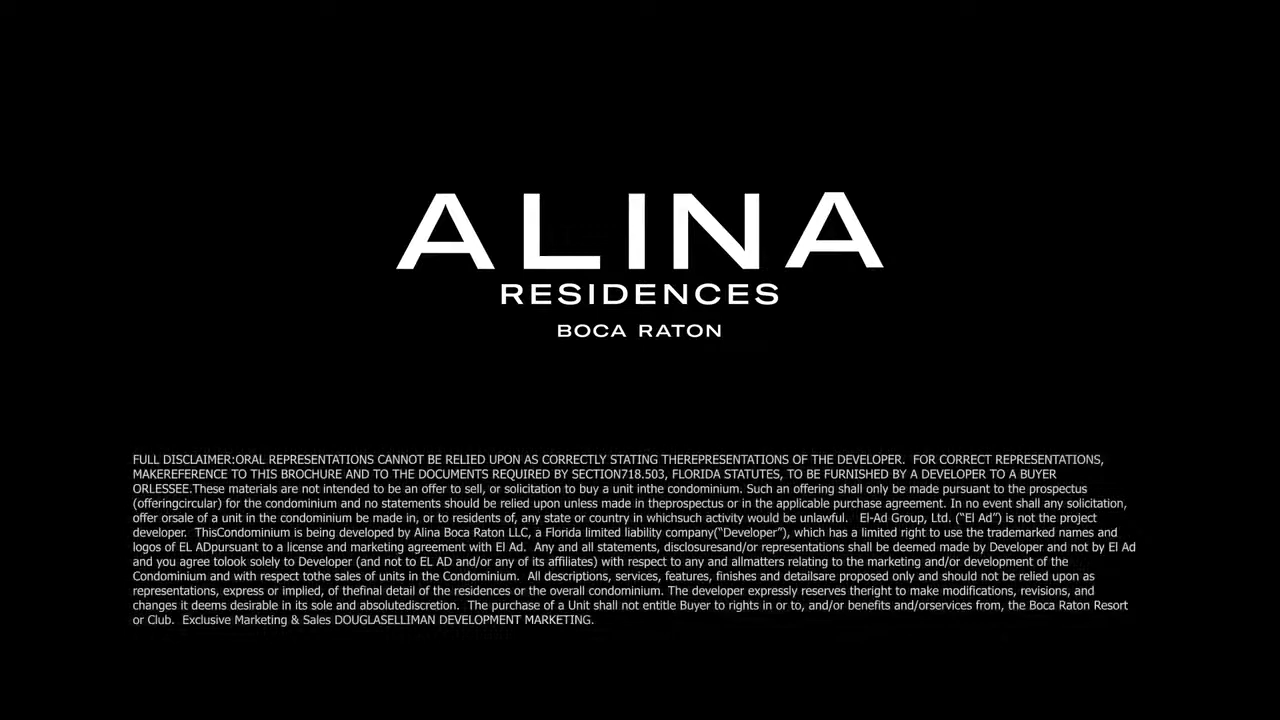 ALINA
RESIDENCES
BOCA RATON
FULL DISCLAIMER:ORAL REPRESENTATIONS CANNOT BE RELIED UPON AS CORRECTLY STATING THEREPRESENTATIONS OF THE DEVELOPER.  FOR CORRECT REPRESENTATIONS,
MAKEREFERENCE TO THIS BROCHURE AND TO THE DOCUMENTS REQUIRED BY SECTION718.503, FLORIDA STATUTES, TO BE FURNISHED BY A DEVELOPER TO A BUYER
ORLESSEE.These materials are not intended to be an offer to sell, or solicitation to buy a unit inthe condominium. Such an offering shall only be made pursuant to the prospectus
(offeringcircular) for the condominium and no statements should be relied upon unless made in theprospectus or in the applicable purchase agreement. In no event shall any solicitation,
offer orsale of a unit in the condominium be made in, or to residents of, any state or country in whichsuch activity would be unlawful.   El-Ad Group, Ltd. (“El Ad”) is not the project
developer.  ThisCondominium is being developed by Alina Boca Raton LLC, a Florida limited liability company(“Developer”), which has a limited right to use the trademarked names and
logos of EL ADpursuant to a license and marketing agreement with El Ad.  Any and all statements, disclosuresand/or representations shall be deemed made by Developer and not by El Ad
and you agree tolook solely to Developer (and not to EL AD and/or any of its affiliates) with respect to any and allmatters relating to the marketing and/or development of the
Condominium and with respect tothe sales of units in the Condominium.  All descriptions, services, features, finishes and detailsare proposed only and should not be relied upon as
representations, express or implied, of thefinal detail of the residences or the overall condominium. The developer expressly reserves theright to make modifications, revisions, and
changes it deems desirable in its sole and absolutediscretion.  The purchase of a Unit shall not entitle Buyer to rights in or to, and/or benefits and/orservices from, the Boca Raton Resort
or Club.  Exclusive Marketing & Sales DOUGLASELLIMAN DEVELOPMENT MARKETING.